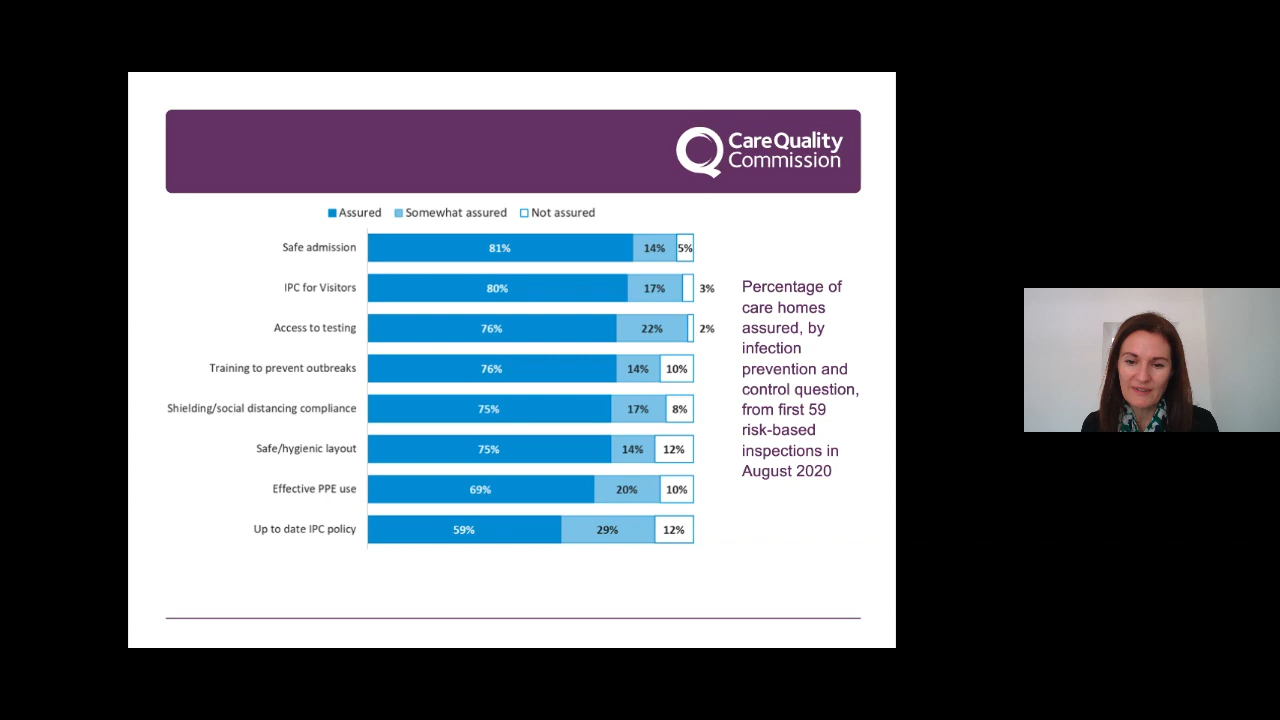 CareQuality
Commission
Assured Somewhat assured Not assured
Safe admission 81% 14% 5%
IPC for Visitors 80% 17% 3%
Access to testing 76% 22% 2%
Training to prevent outbreaks 76% 14% 10%
Shielding/social distancing compliance 75% 17% 8%
Safe/hygienic layout 75% 14% 12%
Effective PPE use 69% 20% 10%
Up to date IPC policy 59% 29% 12%
Percentage of
care homes
assured, by
infection
prevention and
control question,
from first 59
risk-based
inspections in
August 2020